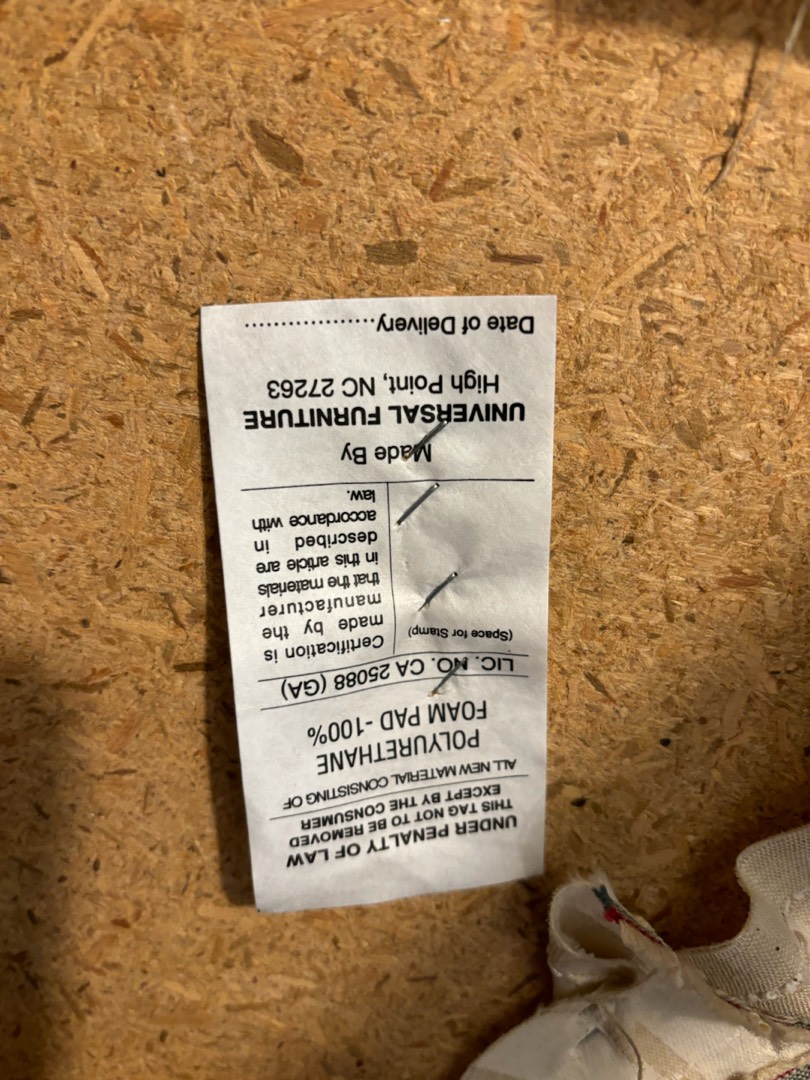 UNDER PENALTY OF LAW
THIS TAG NOT TO BE REMOVED
EXCEPT BY THE CONSUMER
ALL NEW MATERIAL CONSISTING OF
POLYURETHANE
FOAM PAD -100%
LIC. NO. CA 25088 (GA)
(Space for Stamp)
Certification is
made by the
manufacturer
that the materials
in this article are
described in
accordance with
law.
Made By
UNIVERSAL FURNITURE
High Point, NC 27263
Date of Delivery..................